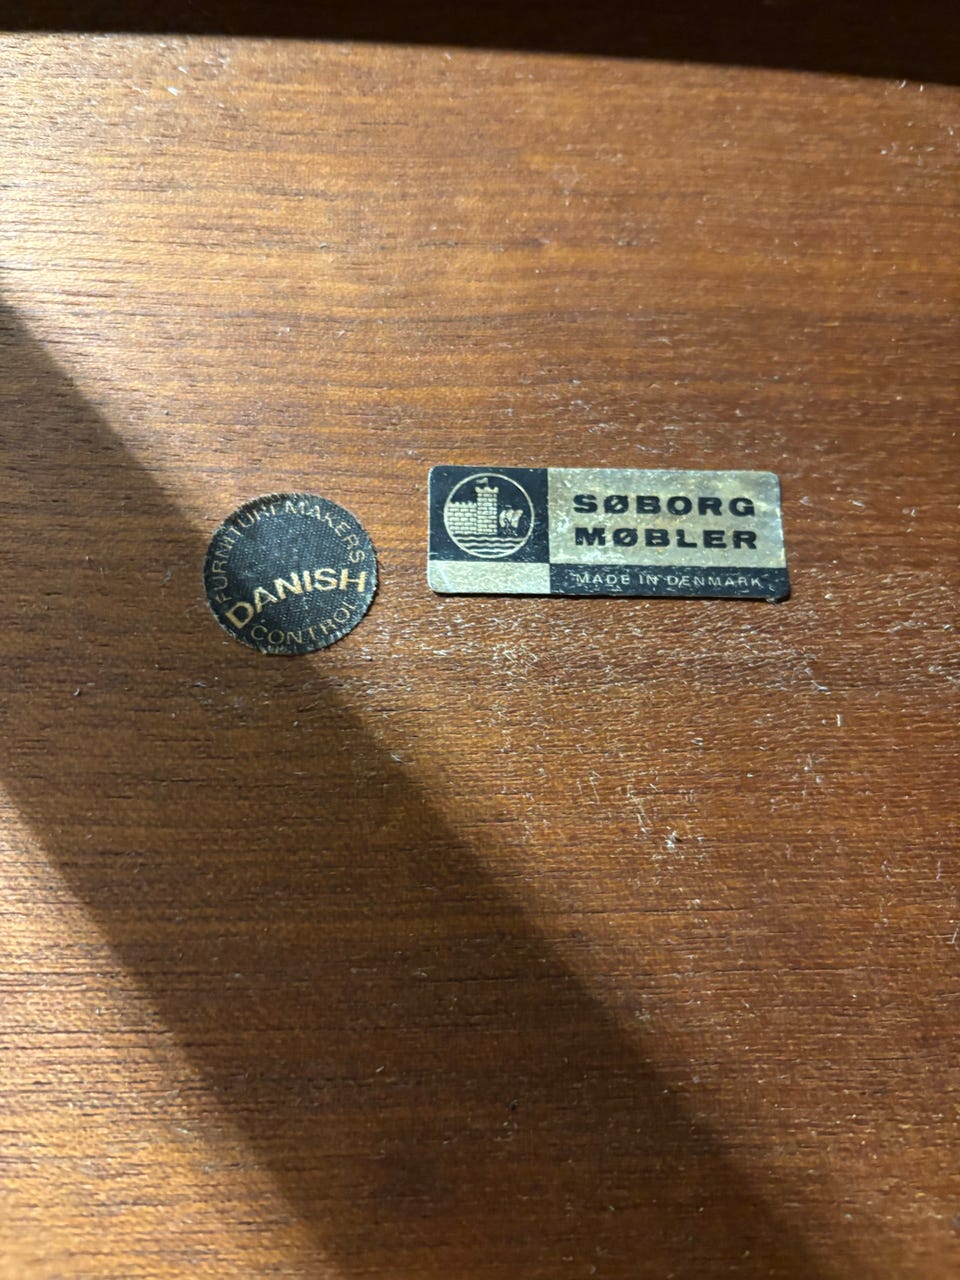 FURNITUREMAKERS
DANISH
CONTROL
SØBORG
MØBLER
MADE IN DENMARK